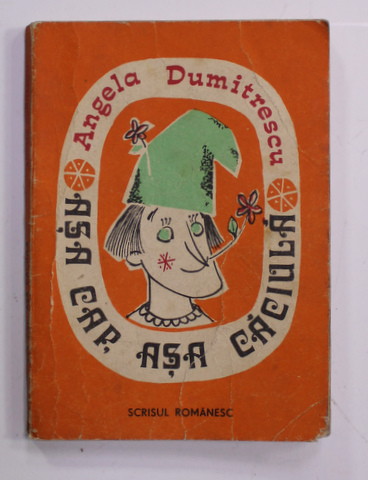 Angela Dumitrescu
AȘA CAP, AȘA CĂCIULĂ
SCRISUL ROMÂNESC